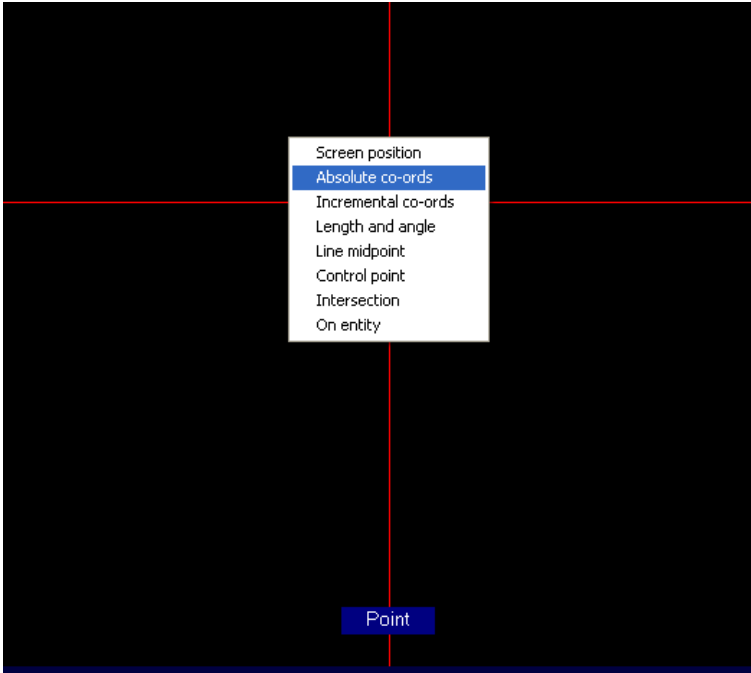 Screen position
Absolute co-ords
Incremental co-ords
Length and angle
Line midpoint
Control point
Intersection
On entity
Point